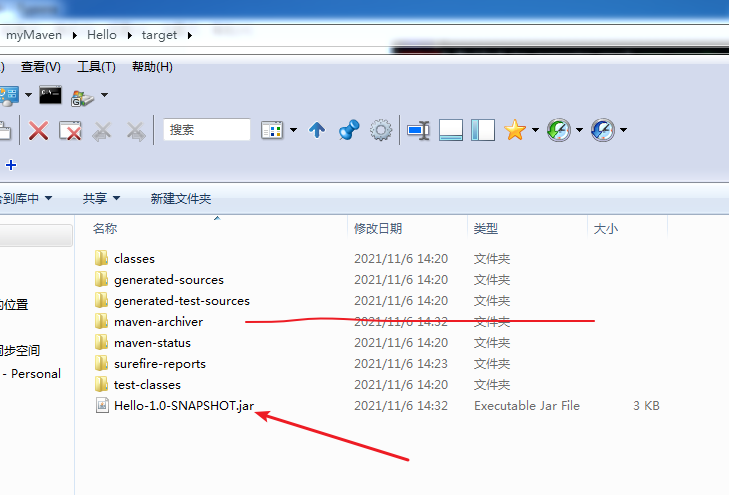 myMaven Hello target
) 查看(V) 工具(T) 帮助(H)
搜索
到库中 共享 新建文件夹
名称 修改日期 类型 大小
classes 2021/11/6 14:20 文件夹
generated-sources 2021/11/6 14:20 文件夹
generated-test-sources 2021/11/6 14:20 文件夹
maven-archiver 2021/11/6 14:32 文件夹
maven-status 2021/11/6 14:20 文件夹
surefire-reports 2021/11/6 14:23 文件夹
test-classes 2021/11/6 14:20 文件夹
Hello-1.0-SNAPSHOT.jar 2021/11/6 14:32 Executable Jar File 3 KB
的位置
步空间
- Personal